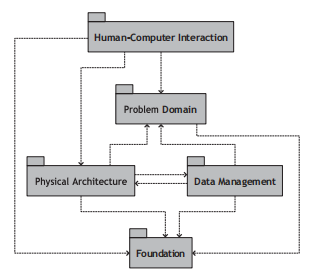 Human-Computer Interaction
Problem Domain
Physical Architecture
Data Management
Foundation